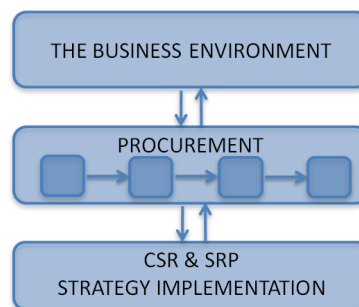 THE BUSINESS ENVIRONMENT
PROCUREMENT
CSR & SRP
STRATEGY IMPLEMENTATION